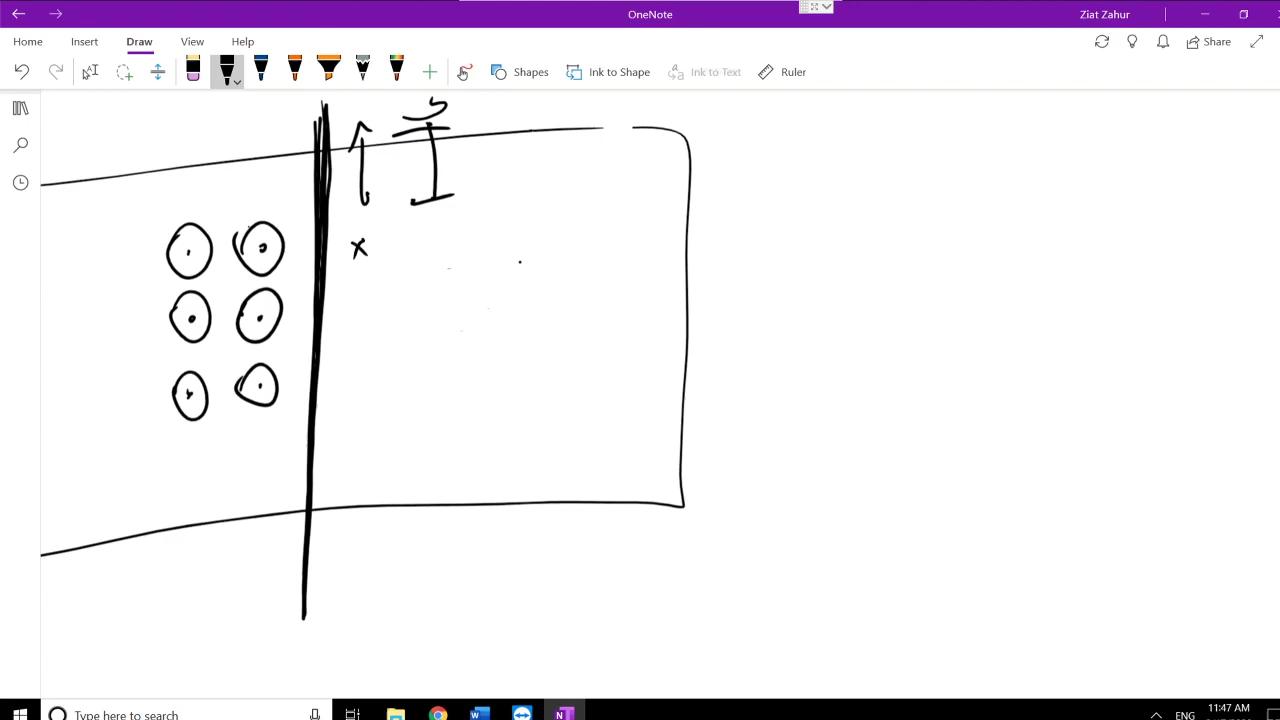 OneNote
Ziat Zahur
Home Insert Draw View Help
Share
Shapes Ink to Shape Ink to Text Ruler
x
Type here to search
ENG
11:47 AM